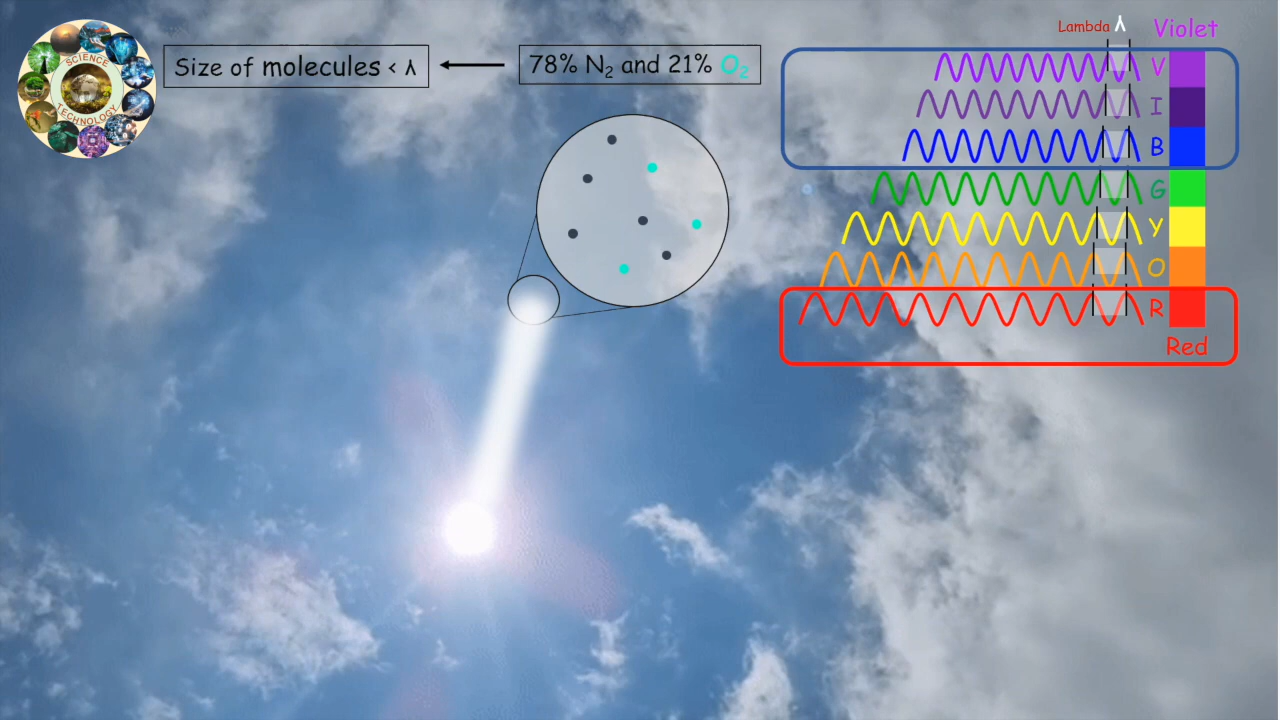 SCIENCE
TECHNOLOGY
Size of molecules < λ
78% N₂ and 21% O₂
Lambda λ
Violet
V
I
B
G
Y
O
R
Red